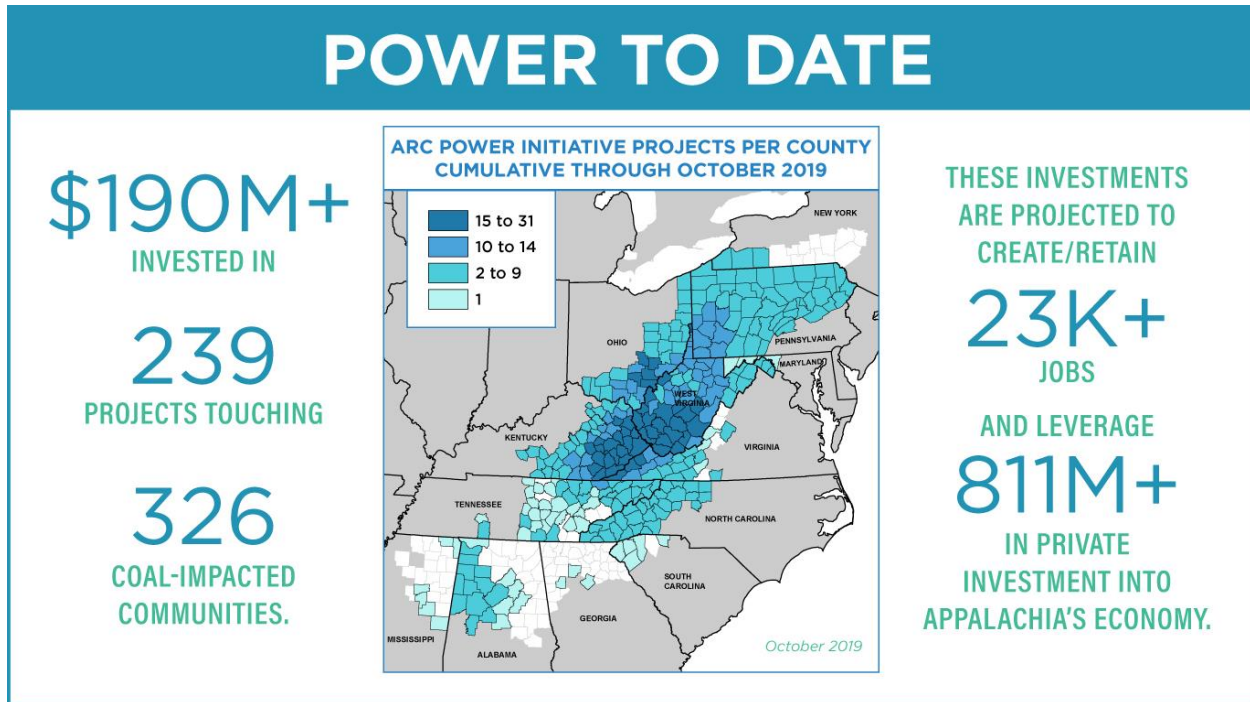 POWER TO DATE
$190M+
INVESTED IN
239
PROJECTS TOUCHING
326
COAL-IMPACTED
COMMUNITIES.
ARC POWER INITIATIVE PROJECTS PER COUNTY
CUMULATIVE THROUGH OCTOBER 2019
15 to 31
10 to 14
2 to 9
1
NEW YORK
OHIO
PENNSYLVANIA
MARYLAND
WEST
VIRGINIA
KENTUCKY
VIRGINIA
TENNESSEE
NORTH CAROLINA
SOUTH
CAROLINA
GEORGIA
MISSISSIPPI
ALABAMA
October 2019
THESE INVESTMENTS
ARE PROJECTED TO
CREATE/RETAIN
23K+
JOBS
AND LEVERAGE
811M+
IN PRIVATE
INVESTMENT INTO
APPALACHIA'S ECONOMY.